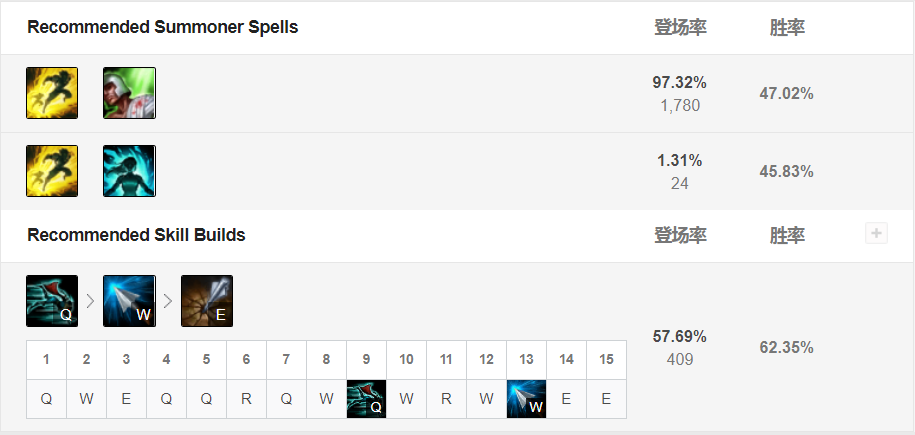 Recommended Summoner Spells 登场率 胜率
97.32%
1,780
47.02%
1.31%
24
45.83%
Recommended Skill Builds 登场率 胜率
Q W E
57.69%
409
62.35%
1 2 3 4 5 6 7 8 9 10 11 12 13 14 15
Q W E Q Q R Q W Q W R W W E E